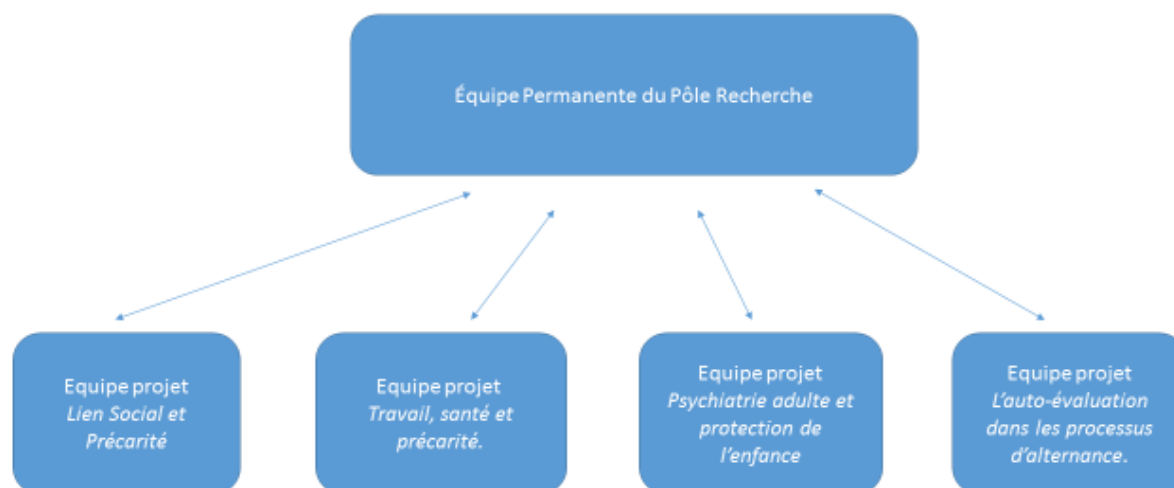 Équipe Permanente du Pôle Recherche
Equipe projet
Lien Social et
Précarité
Equipe projet
Travail, santé et
précarité.
Equipe projet
Psychiatrie adulte et
protection de
l'enfance
Equipe projet
L'auto-évaluation
dans les processus
d'alternance.